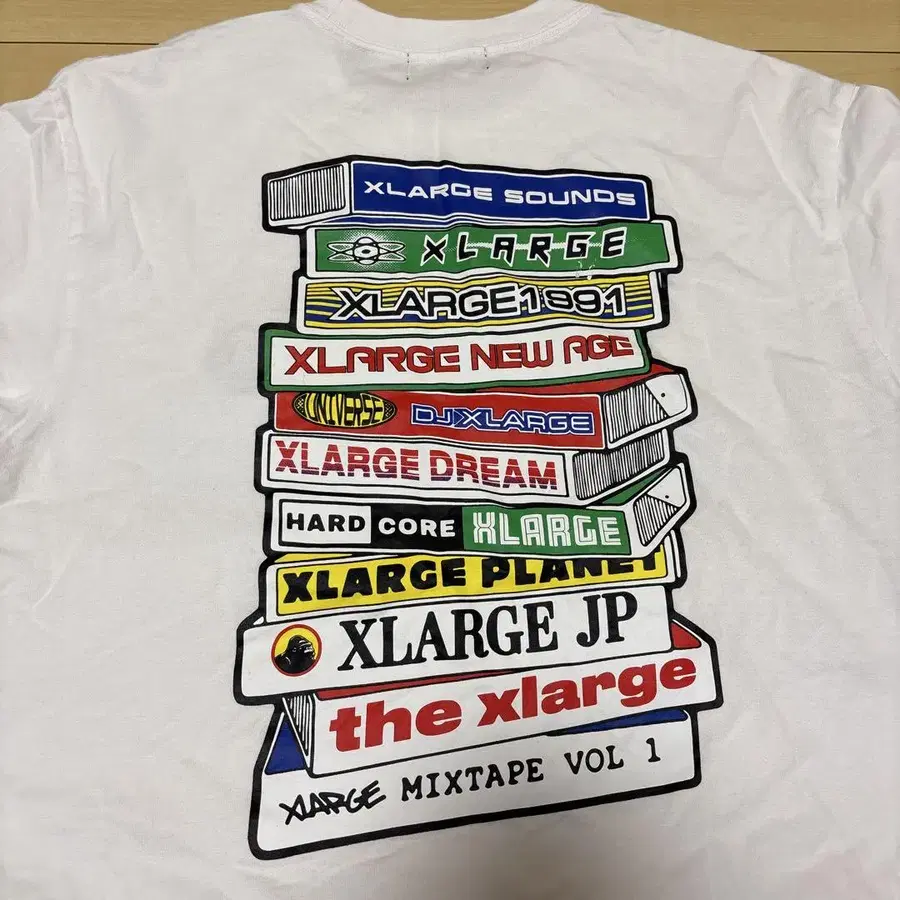 XLARGE SOUNDS
XLARGE
XLARGE1991
XLARGE NEW AGE
UNIVERSE DJXLARGE
XLARGE DREAM
HARD CORE XLARGE
XLARGE PLANET
XLARGE JP
the xlarge
XLARGE MIXTAPE VOL 1